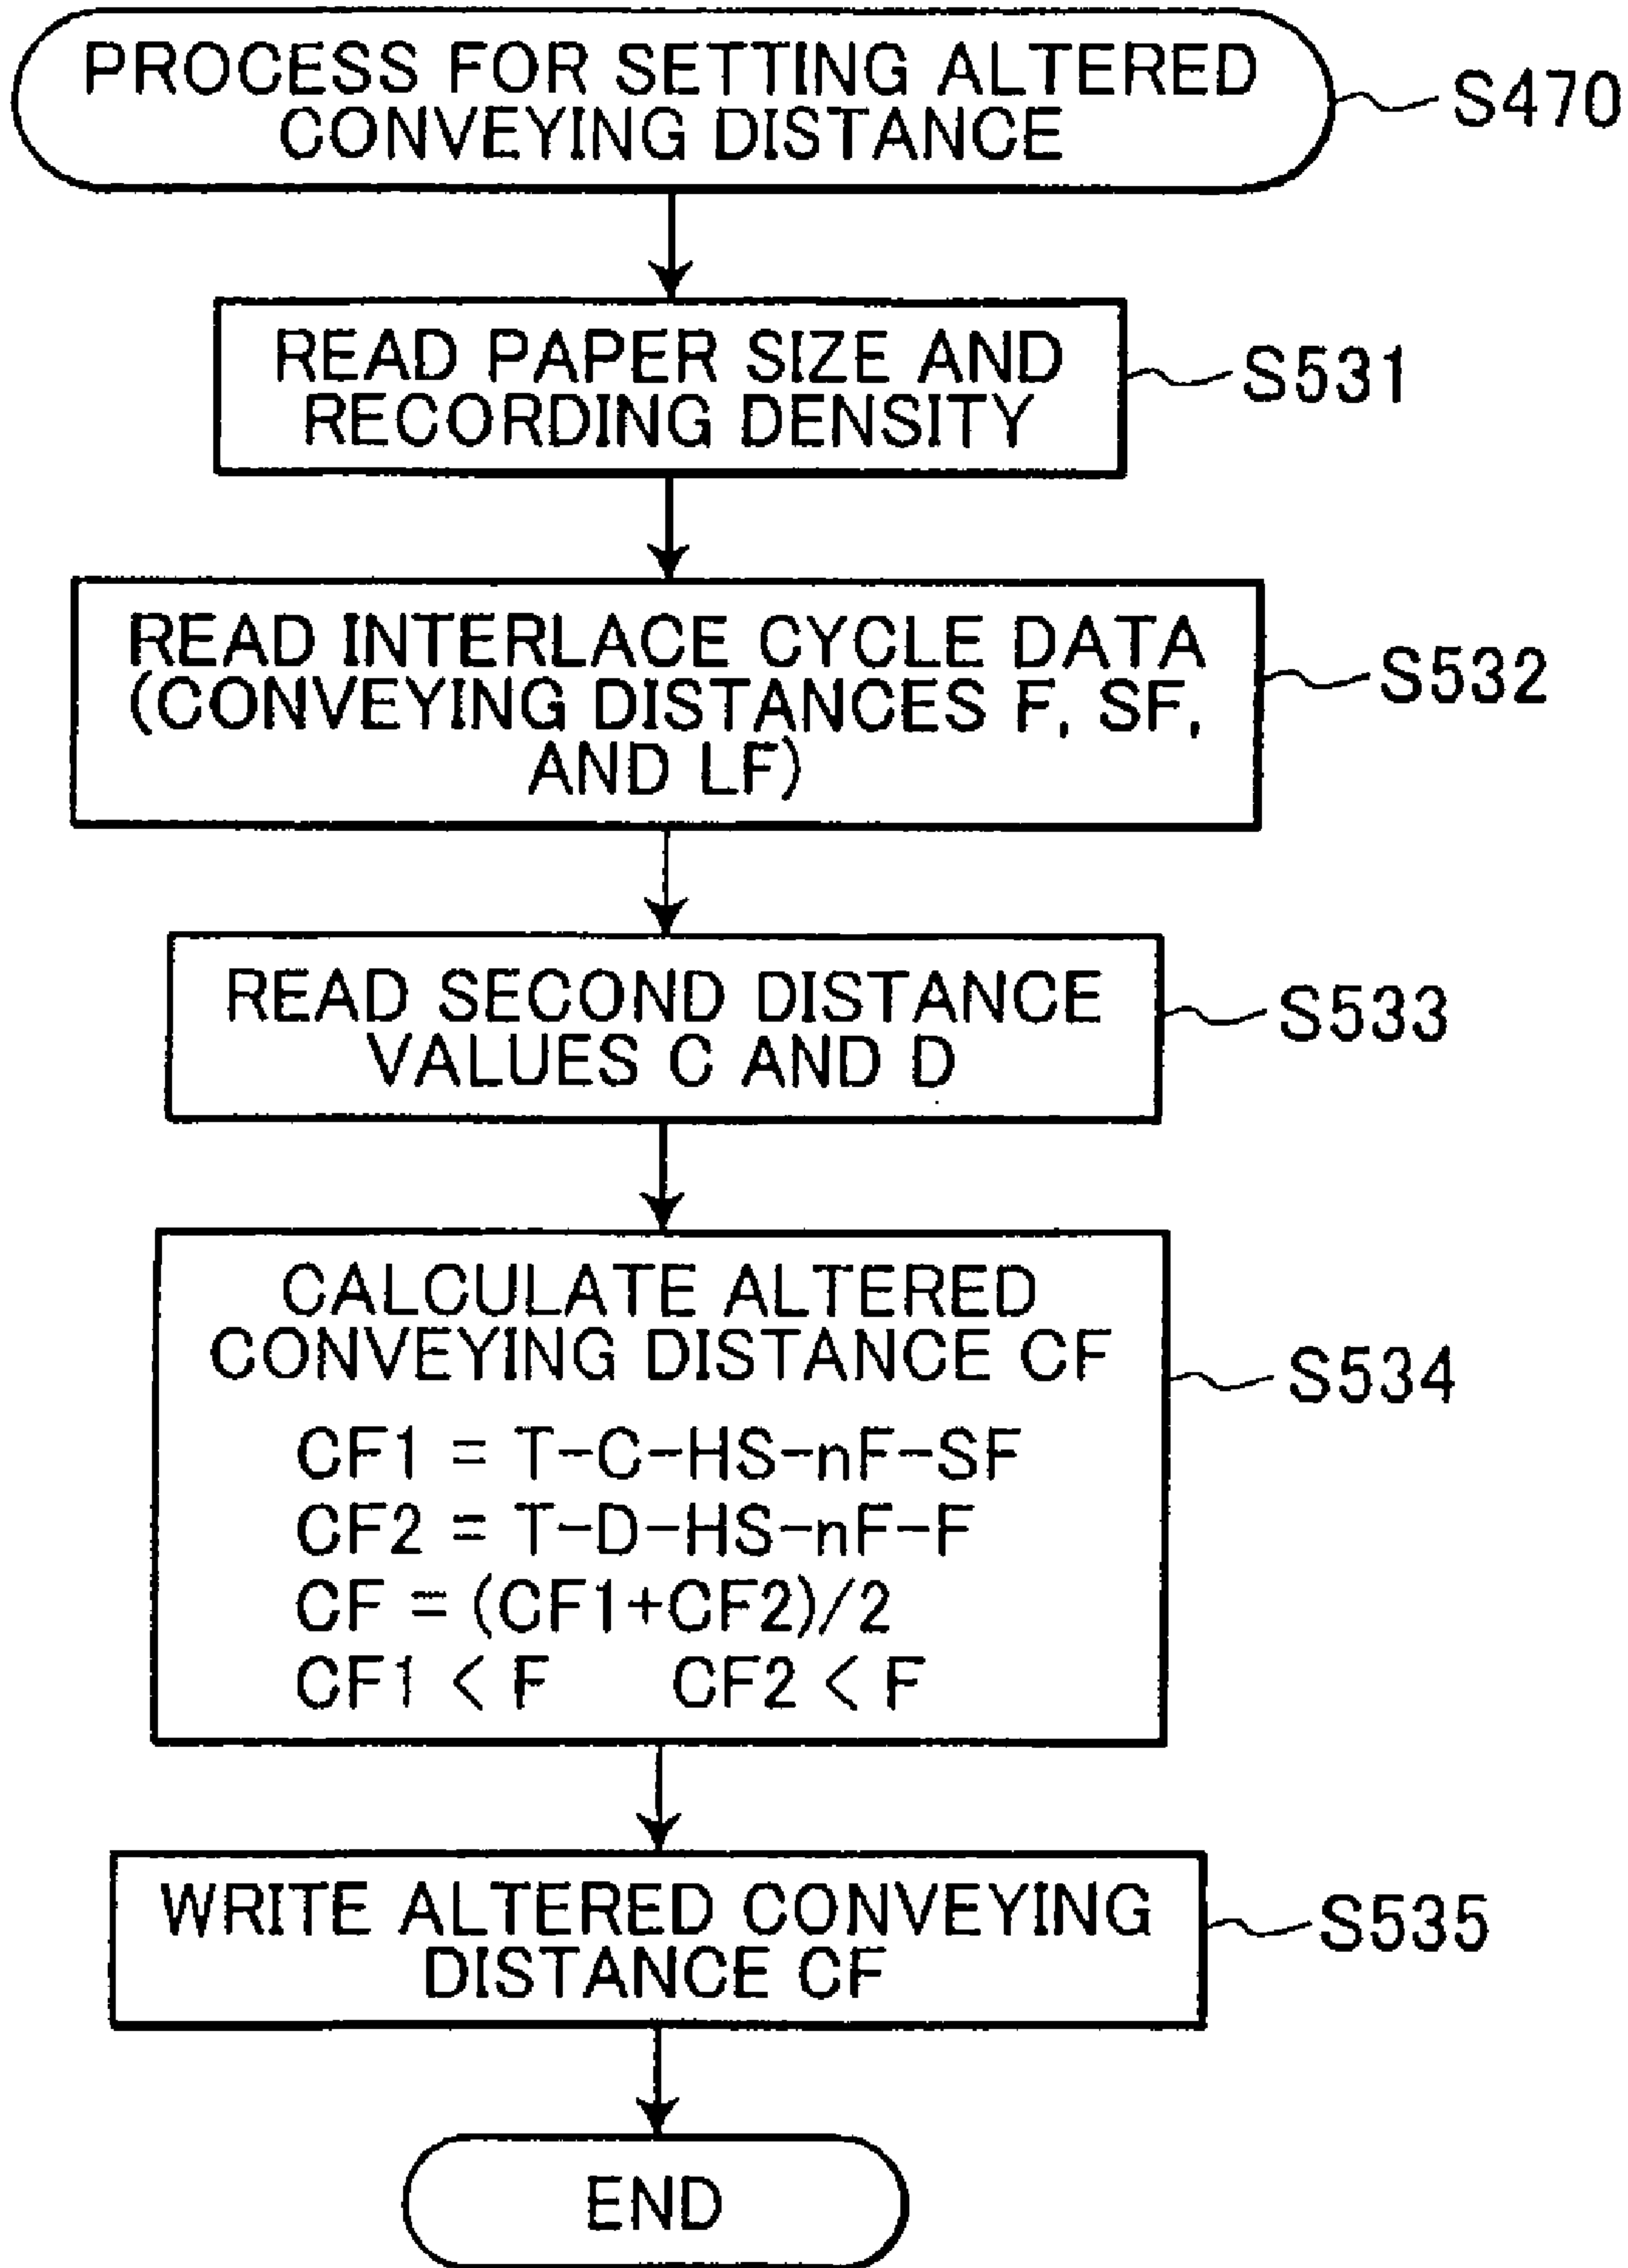 PROCESS FOR SETTING ALTERED
CONVEYING DISTANCE
S470
READ PAPER SIZE AND
RECORDING DENSITY
S531
READ INTERLACE CYCLE DATA
(CONVEYING DISTANCES F, SF,
AND LF)
S532
READ SECOND DISTANCE
VALUES C AND D
S533
CALCULATE ALTERED
CONVEYING DISTANCE CF
CF1 = T-C-HS-nF-SF
CF2 = T-D-HS-nF-F
CF = (CF1+CF2)/2
CF1 < F CF2 < F
S534
WRITE ALTERED CONVEYING
DISTANCE CF
S535
END